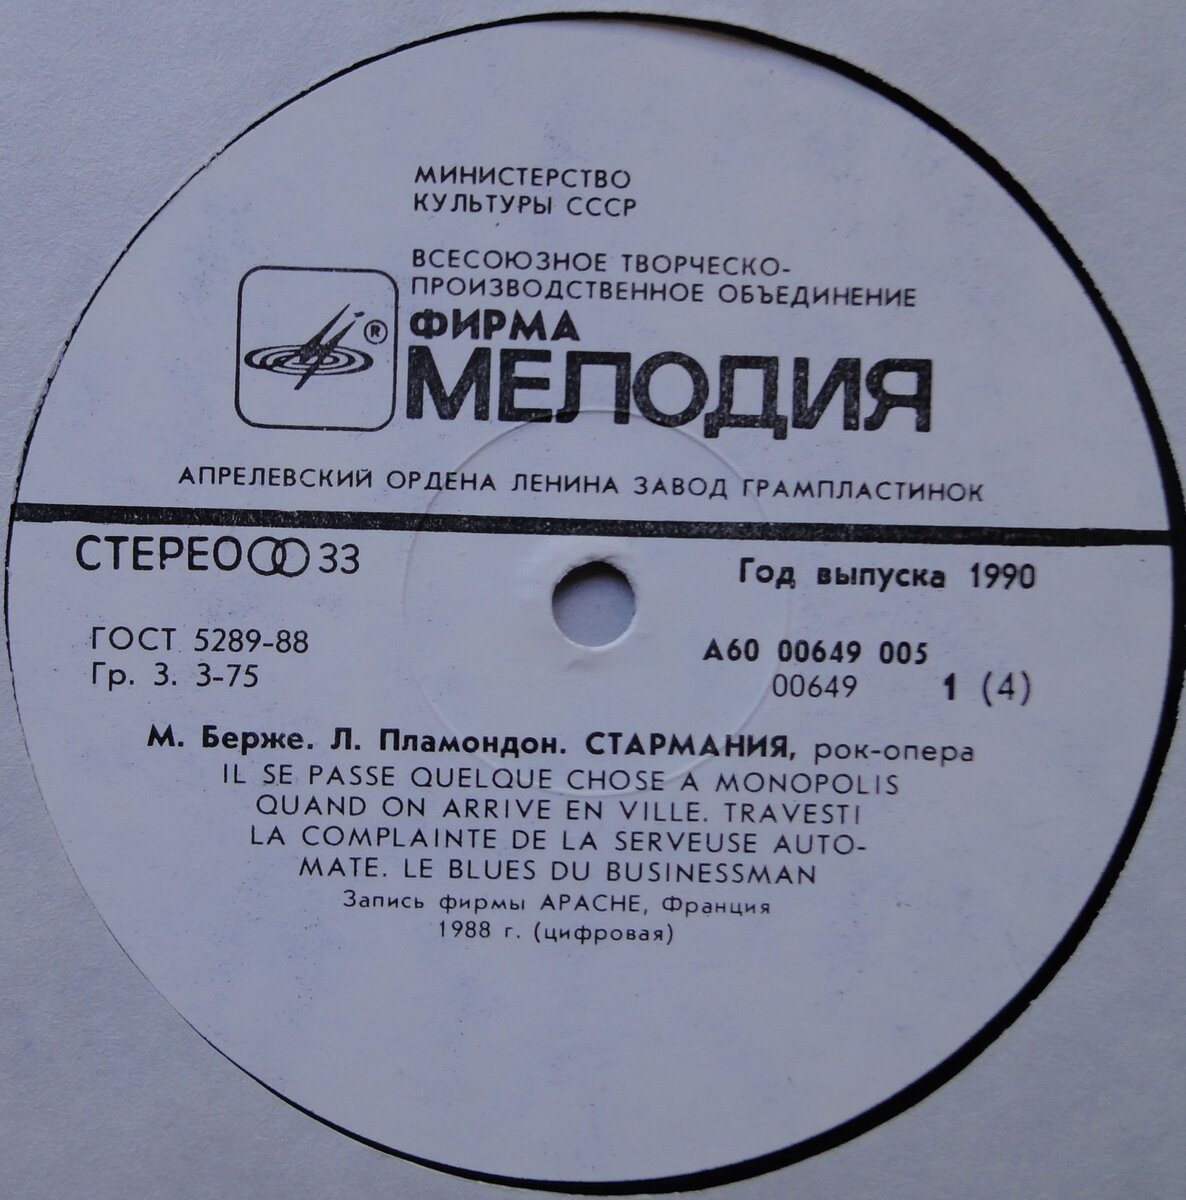 МИНИСТЕРСТВО
КУЛЬТУРЫ СССР
ВСЕСОЮЗНОЕ ТВОРЧЕСКО-
ПРОИЗВОДСТВЕННОЕ ОБЪЕДИНЕНИЕ
®
ФИРМА
МЕЛОДИЯ
АПРЕЛЕВСКИЙ ОРДЕНА ЛЕНИНА ЗАВОД ГРАМПЛАСТИНОК
СТЕРЕО 33
Год выпуска 1990
ГОСТ 5289-88
Гр. 3. 3-75
А60 00649 005
00649 1 (4)
М. Берже. Л. Пламондон. СТАРМАНИЯ, рок-опера
IL SE PASSE QUELQUE CHOSE A MONOPOLIS
QUAND ON ARRIVE EN VILLE. TRAVESTI
LA COMPLAINTE DE LA SERVEUSE AUTO-
MATE. LE BLUES DU BUSINESSMAN
Запись фирмы APACHE, Франция
1988 г. (цифровая)